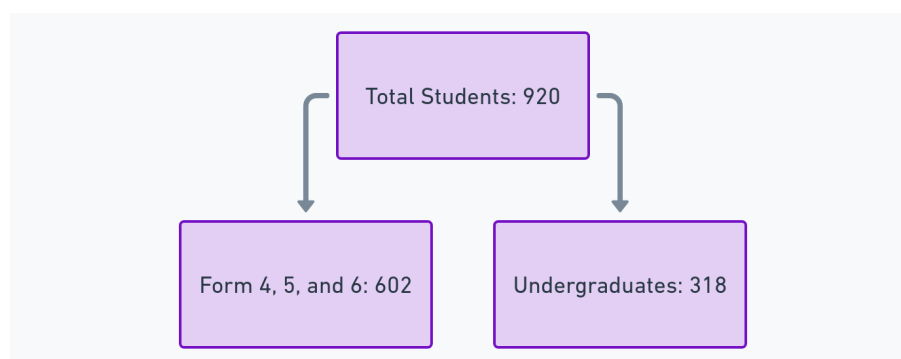 Total Students: 920
Form 4, 5, and 6: 602
Undergraduates: 318